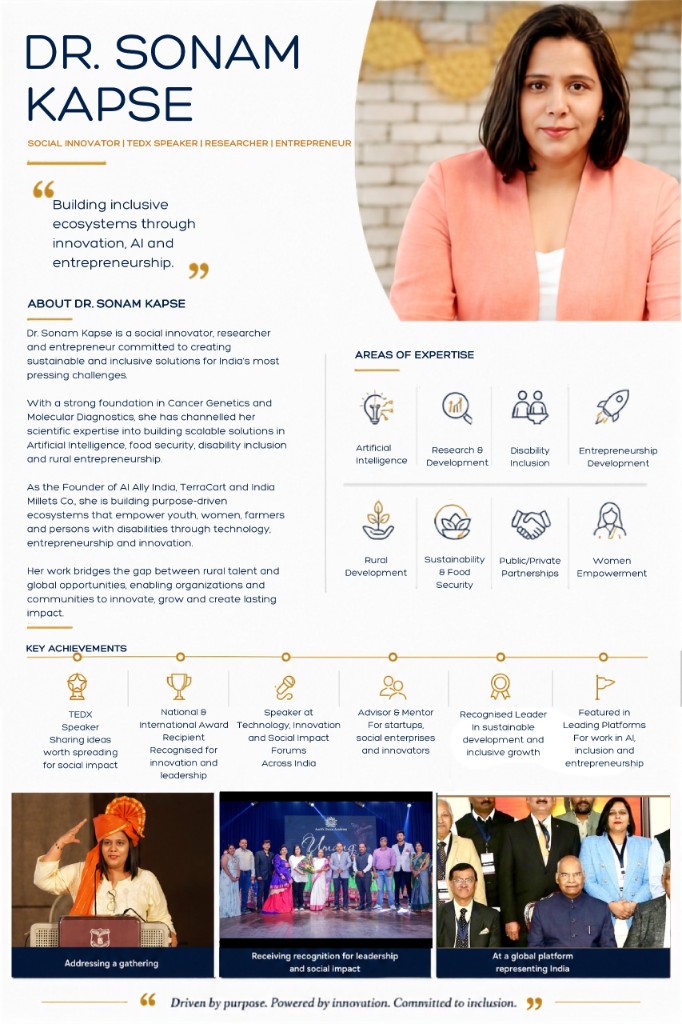 DR. SONAM
KAPSE
SOCIAL INNOVATOR | TEDX SPEAKER | RESEARCHER | ENTREPRENEUR
“ Building inclusive
ecosystems through
innovation, AI and
entrepreneurship. ”
ABOUT DR. SONAM KAPSE
Dr. Sonam Kapse is a social innovator, researcher
and entrepreneur committed to creating
sustainable and inclusive solutions for India's most
pressing challenges.
With a strong foundation in Cancer Genetics and
Molecular Diagnostics, she has channelled her
scientific expertise into building scalable solutions in
Artificial Intelligence, food security, disability inclusion
and rural entrepreneurship.
As the Founder of AI Ally India, TerraCart and India
Millets Co., she is building purpose-driven
ecosystems that empower youth, women, farmers
and persons with disabilities through technology,
entrepreneurship and innovation.
Her work bridges the gap between rural talent and
global opportunities, enabling organizations and
communities to innovate, grow and create lasting
impact.
AREAS OF EXPERTISE
Artificial
Intelligence
Research &
Development
Disability
Inclusion
Entrepreneurship
Development
Rural
Development
Sustainability
& Food
Security
Public/Private
Partnerships
Women
Empowerment
KEY ACHIEVEMENTS
TEDX
Speaker
Sharing ideas
worth spreading
for social impact
National &
International Award
Recipient
Recognised for
innovation and
leadership
Speaker at
Technology, Innovation
and Social Impact
Forums
Across India
Advisor & Mentor
For startups,
social enterprises
and innovators
Recognised Leader
In sustainable
development and
inclusive growth
Featured in
Leading Platforms
For work in AI,
inclusion and
entrepreneurship
Young
Addressing a gathering
Receiving recognition for leadership
and social impact
At a global platform
representing India
“ Driven by purpose. Powered by innovation. Committed to inclusion. ”